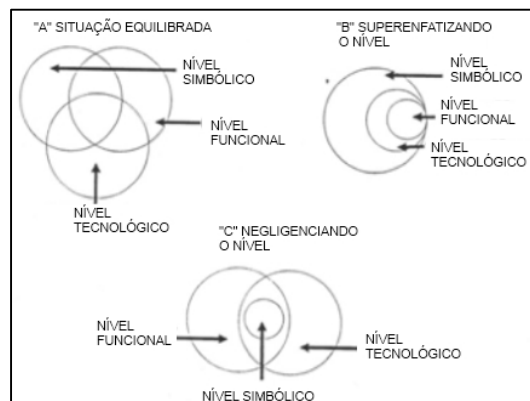 "A" SITUAÇÃO EQUILIBRADA
NÍVEL
SIMBÓLICO
NÍVEL
FUNCIONAL
NÍVEL
TECNOLÓGICO
"B" SUPERENFATIZANDO
O NÍVEL
NÍVEL
SIMBÓLICO
NÍVEL
FUNCIONAL
NÍVEL
TECNOLÓGICO
"C" NEGLIGENCIANDO
O NÍVEL
NÍVEL
FUNCIONAL
NÍVEL
TECNOLÓGICO
NÍVEL SIMBÓLICO